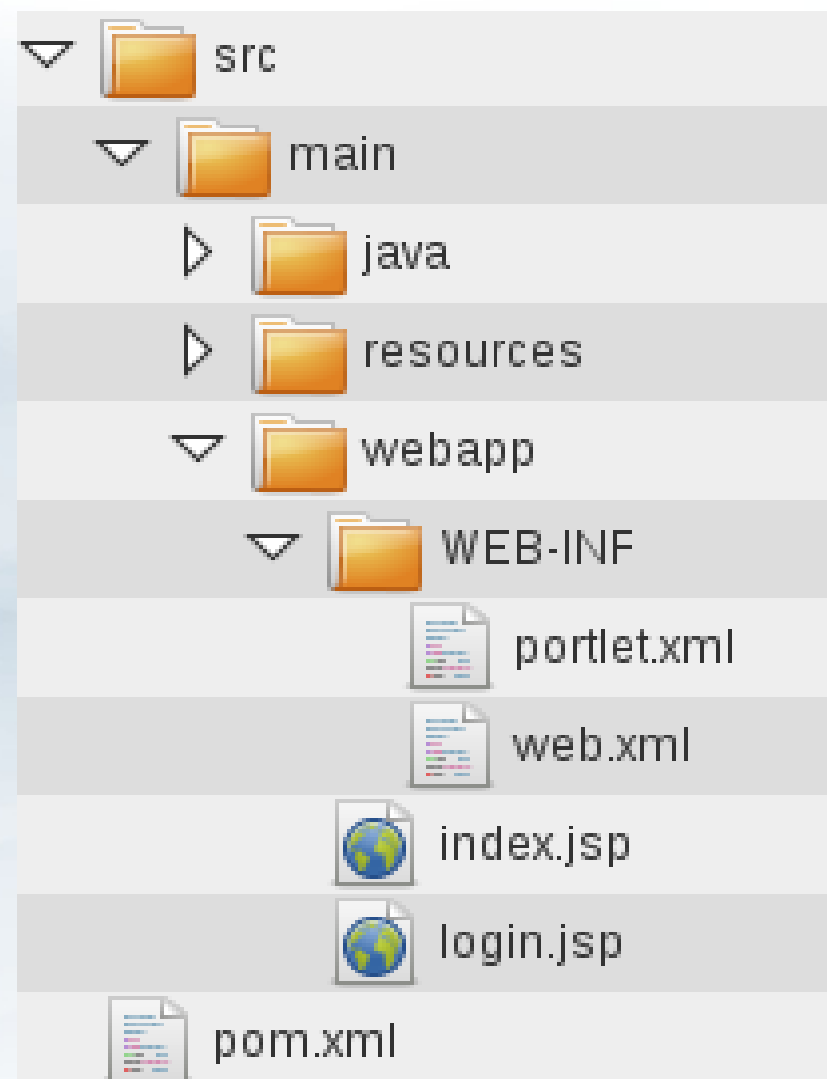 src
main
java
resources
webapp
WEB-INF
portlet.xml
web.xml
index.jsp
login.jsp
pom.xml